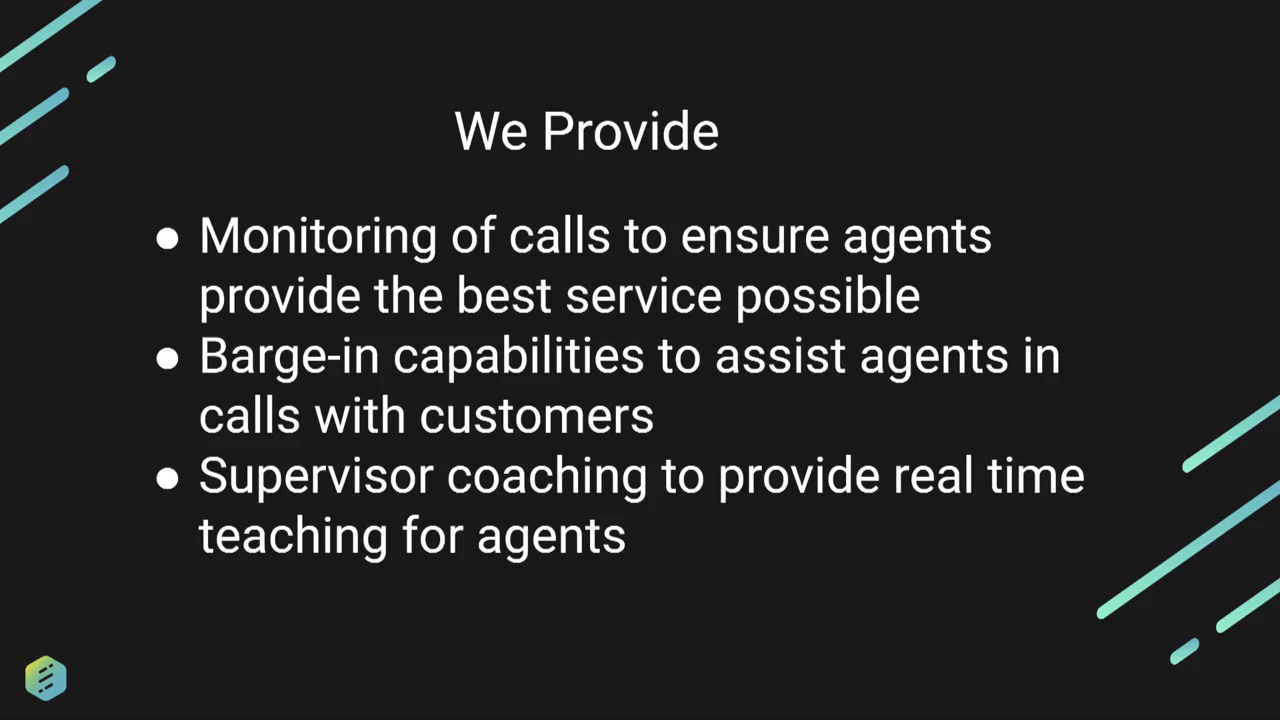 We Provide
● Monitoring of calls to ensure agents
provide the best service possible
● Barge-in capabilities to assist agents in
calls with customers
● Supervisor coaching to provide real time
teaching for agents